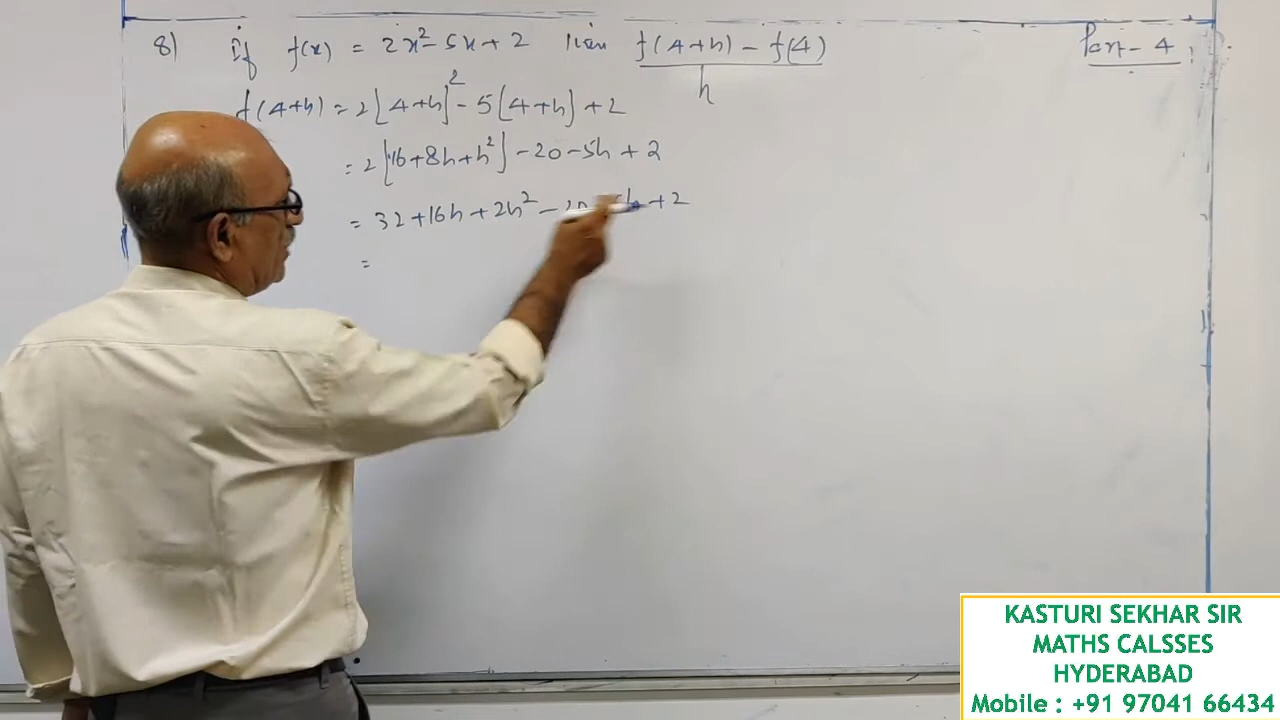 8) If f(x) = 2x²-5x+2 then f(4+h) - f(4) / h
Part - 4
f(4+h) = 2[4+h]² - 5[4+h] + 2
= 2[16+8h+h²] - 20 - 5h + 2
= 32 + 16h + 2h² - 20 5h + 2
=
KASTURI SEKHAR SIR
MATHS CALSSES
HYDERABAD
Mobile : +91 97041 66434